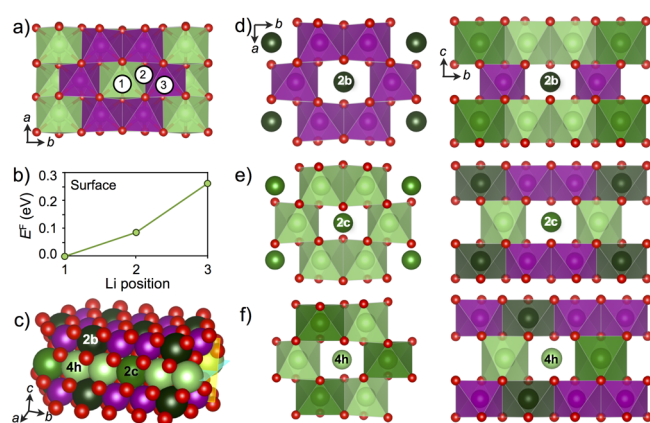 a)
1
2
3
a
b
b)
Surface
E^F (eV)
0.3
0.2
0.1
0.0
1 2 3
Li position
c)
2b
4h
2c
c
a
b
d)
b
a
2b
c
b
2b
e)
2c
2c
f)
4h
4h